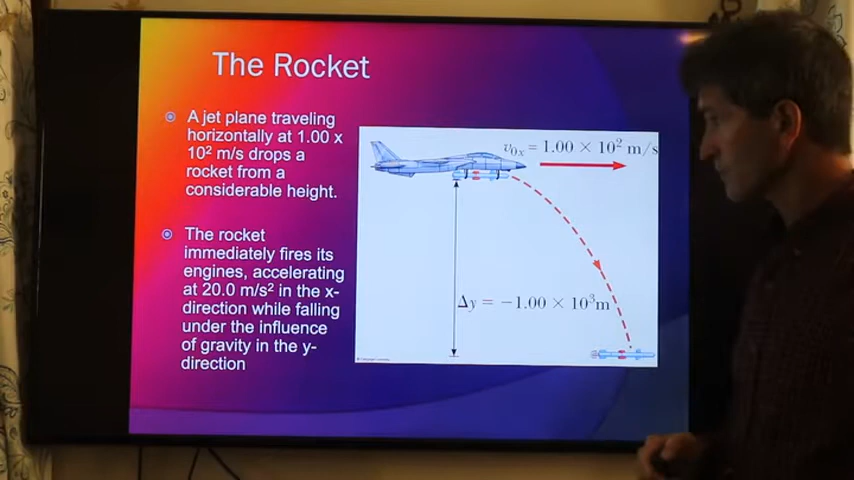 The Rocket
A jet plane traveling
horizontally at 1.00 x
10² m/s drops a
rocket from a
considerable height.
The rocket
immediately fires its
engines, accelerating
at 20.0 m/s² in the x-
direction while falling
under the influence
of gravity in the y-
direction
v₀ₓ = 1.00 × 10² m/s
Δy = −1.00 × 10³m